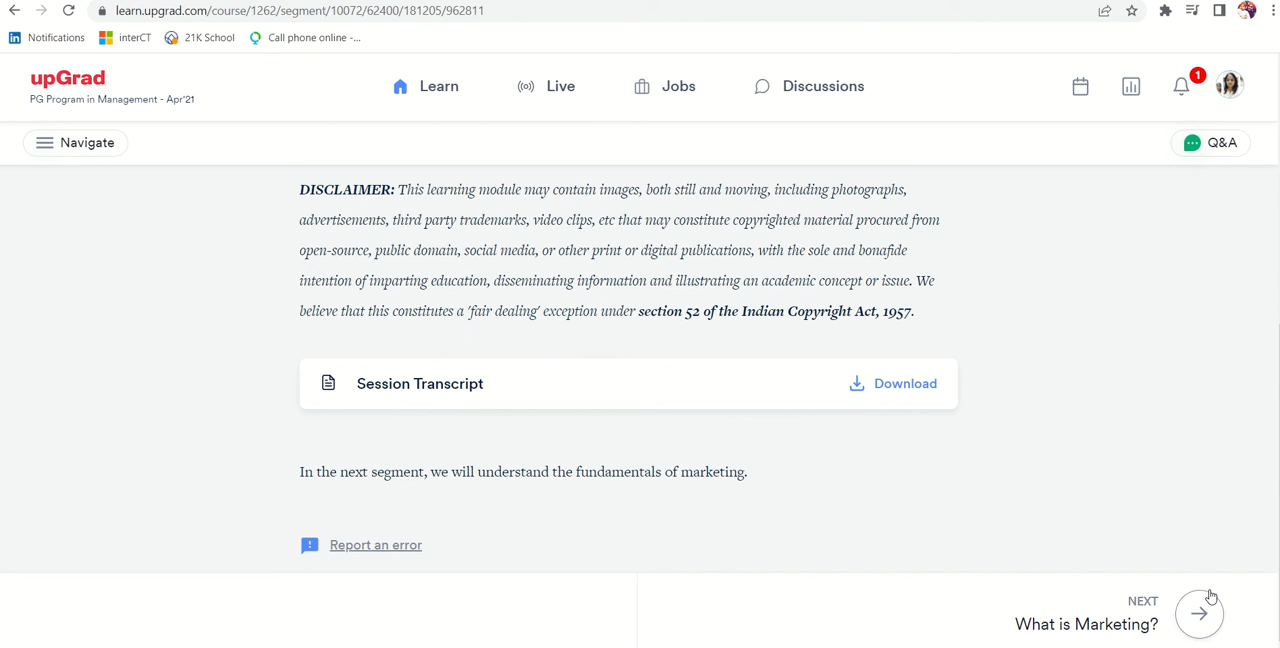 learn.upgrad.com/course/1262/segment/10072/62400/181205/962811
Notifications interCT 21K School Call phone online -...
upGrad
PG Program in Management - Apr'21
Learn Live Jobs Discussions 1
Navigate Q&A
DISCLAIMER: This learning module may contain images, both still and moving, including photographs,
advertisements, third party trademarks, video clips, etc that may constitute copyrighted material procured from
open-source, public domain, social media, or other print or digital publications, with the sole and bonafide
intention of imparting education, disseminating information and illustrating an academic concept or issue. We
believe that this constitutes a 'fair dealing' exception under section 52 of the Indian Copyright Act, 1957.
Session Transcript Download
In the next segment, we will understand the fundamentals of marketing.
Report an error
NEXT
What is Marketing?